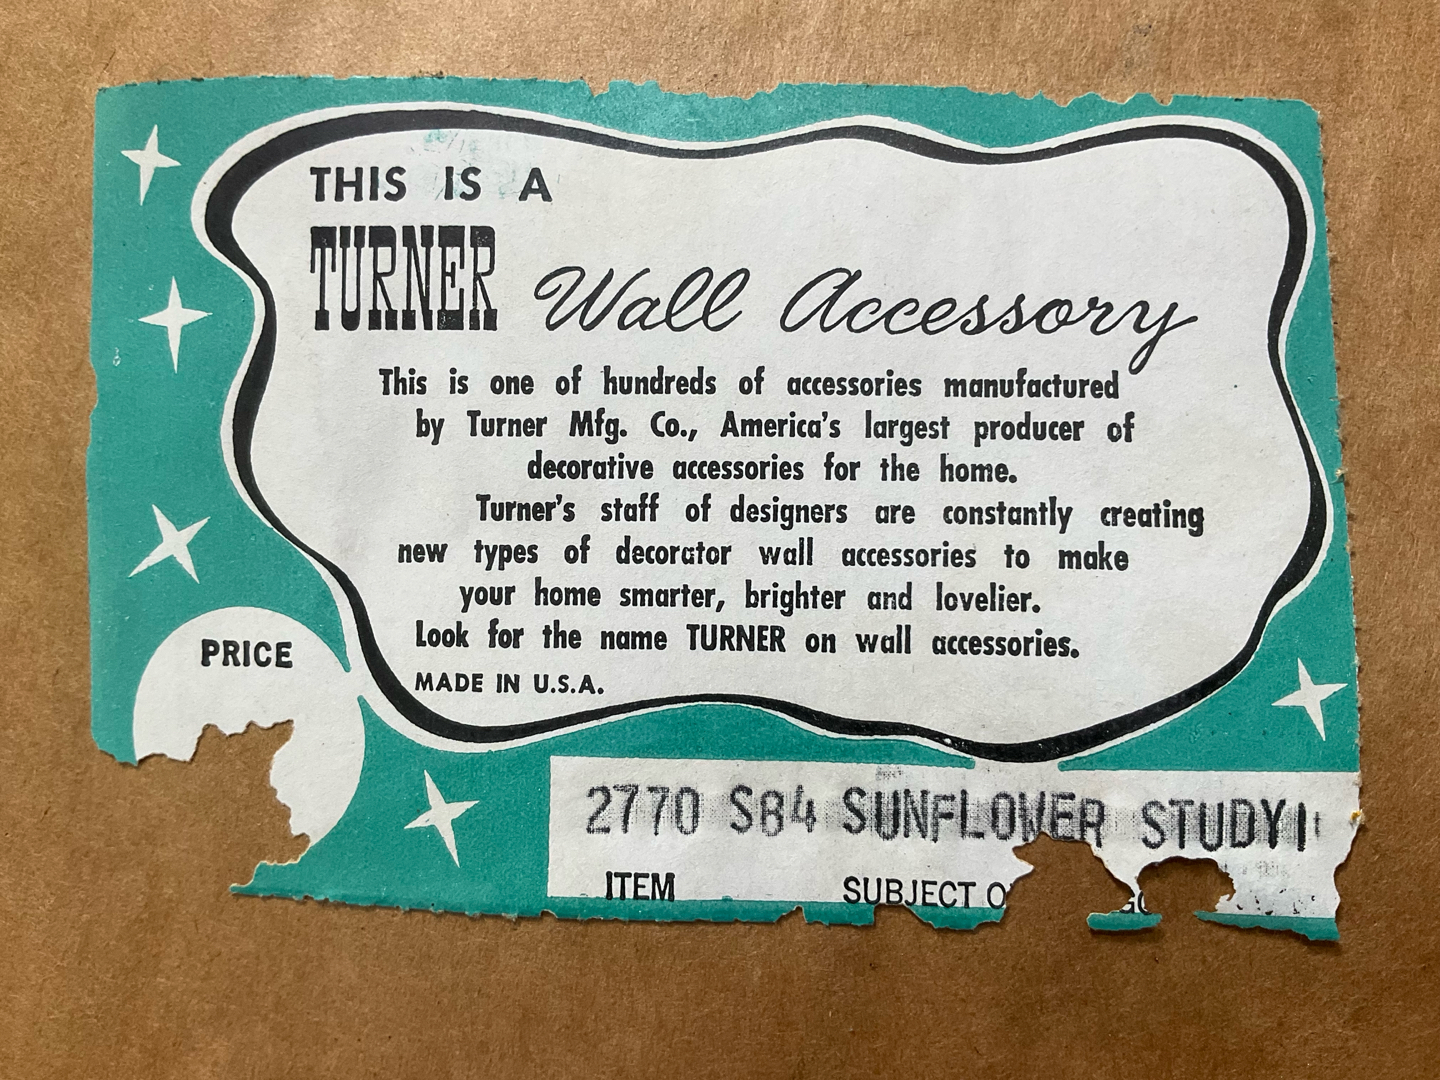 THIS IS A
TURNER Wall Accessory
This is one of hundreds of accessories manufactured
by Turner Mfg. Co., America's largest producer of
decorative accessories for the home.
Turner's staff of designers are constantly creating
new types of decorator wall accessories to make
your home smarter, brighter and lovelier.
Look for the name TURNER on wall accessories.
MADE IN U.S.A.
PRICE
2770 S84 SUNFLOWER STUDY
ITEM SUBJECT